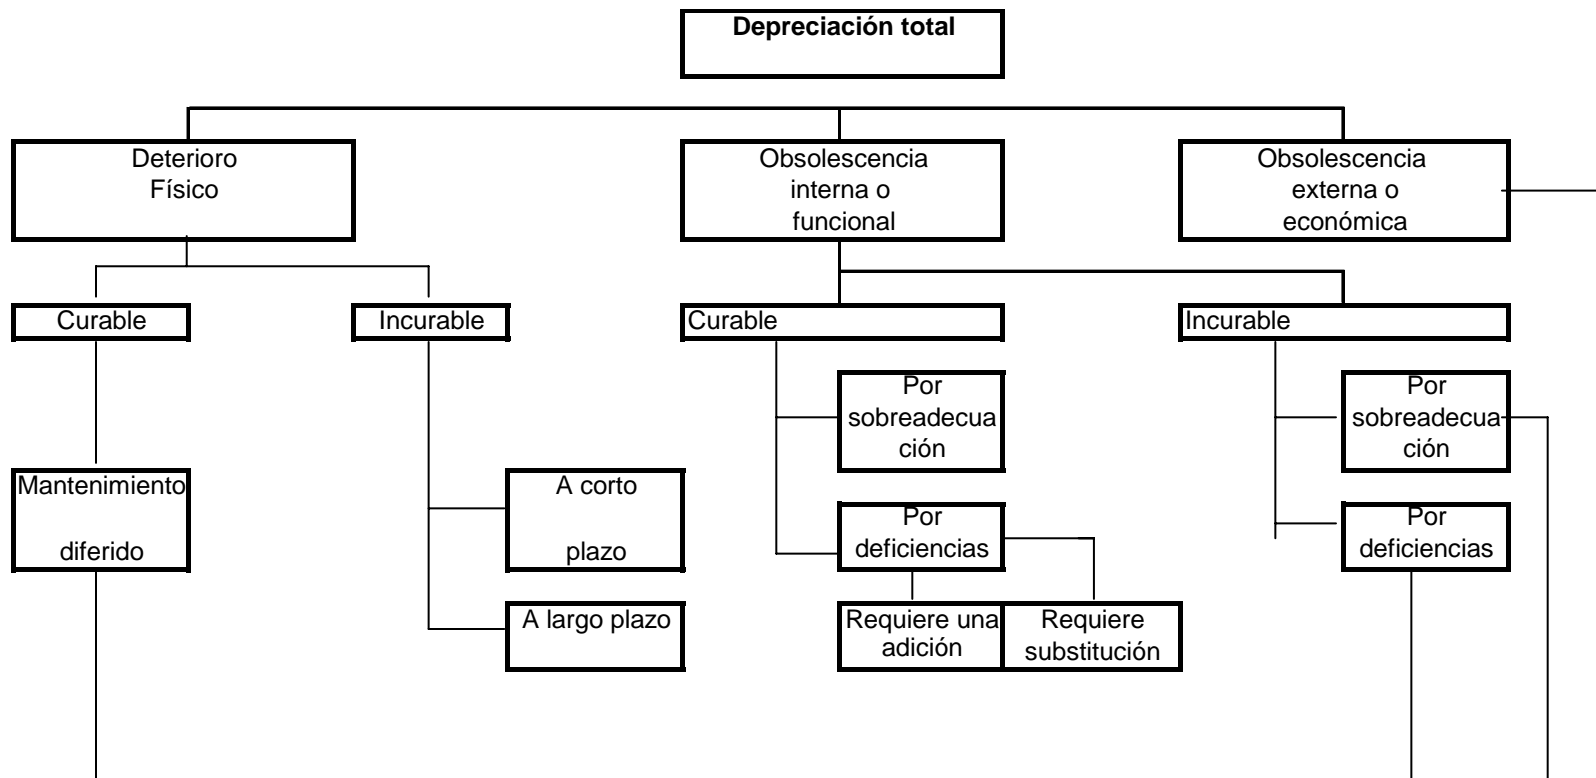 Depreciación total
Deterioro
Físico
Obsolescencia
interna o
funcional
Obsolescencia
externa o
económica
Curable
Incurable
Curable
Incurable
Por
sobreadecua
ción
Por
sobreadecua
ción
Mantenimiento
diferido
A corto
plazo
Por
deficiencias
Por
deficiencias
A largo plazo
Requiere una
adición
Requiere
substitución